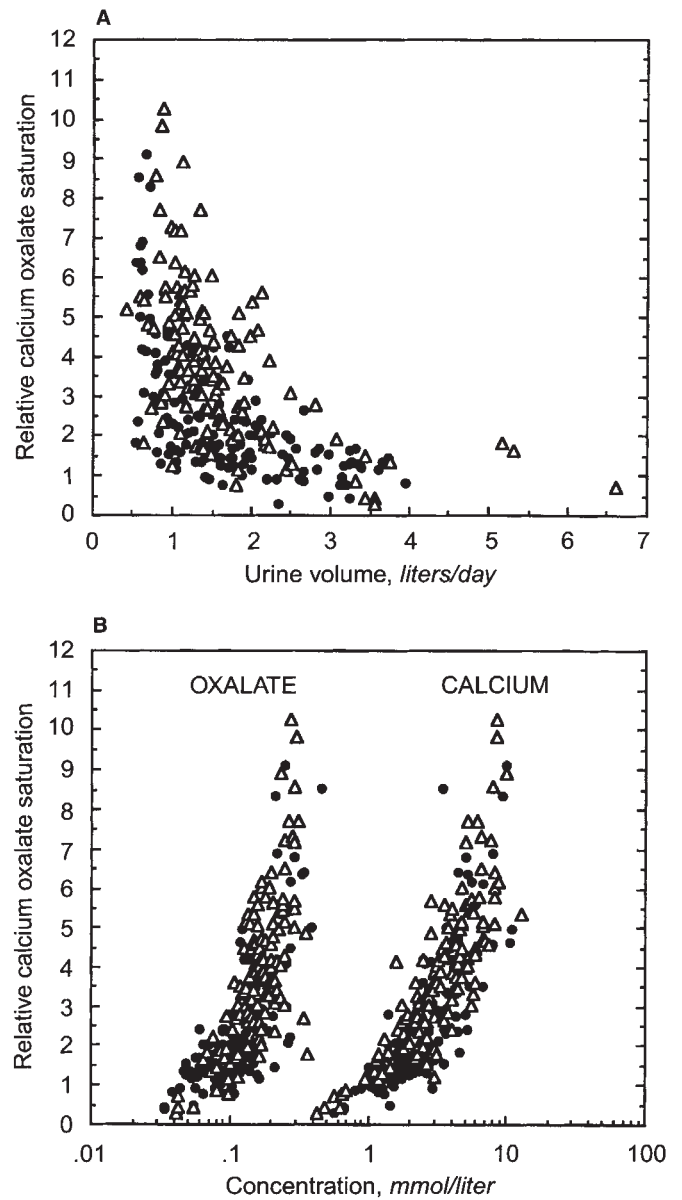 A
12
11
10
9
8
7
6
5
4
3
2
1
0
Relative calcium oxalate saturation
0 1 2 3 4 5 6 7
Urine volume, liters/day
B
12
11
10
9
8
7
6
5
4
3
2
1
0
Relative calcium oxalate saturation
OXALATE CALCIUM
.01 .1 1 10 100
Concentration, mmol/liter